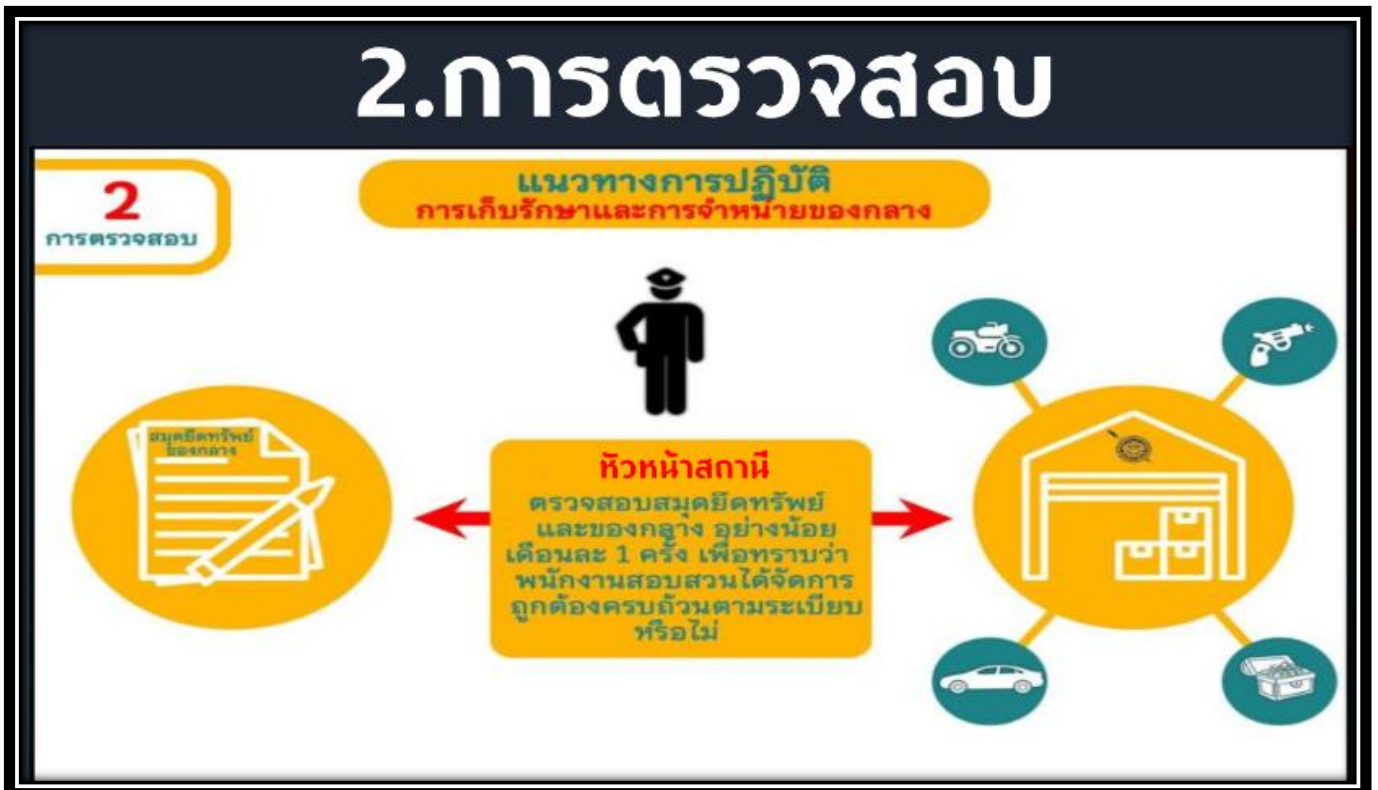 2.การตรวจสอบ
2
การตรวจสอบ
แนวทางการปฏิบัติ
การเก็บรักษาและการจำหน่ายของกลาง
สมุดยึดทรัพย์
ของกลาง
หัวหน้าสถานี
ตรวจสอบสมุดยึดทรัพย์
และของกลาง อย่างน้อย
เดือนละ 1 ครั้ง เพื่อทราบว่า
พนักงานสอบสวนได้จัดการ
ถูกต้องครบถ้วนตามระเบียบ
หรือไม่